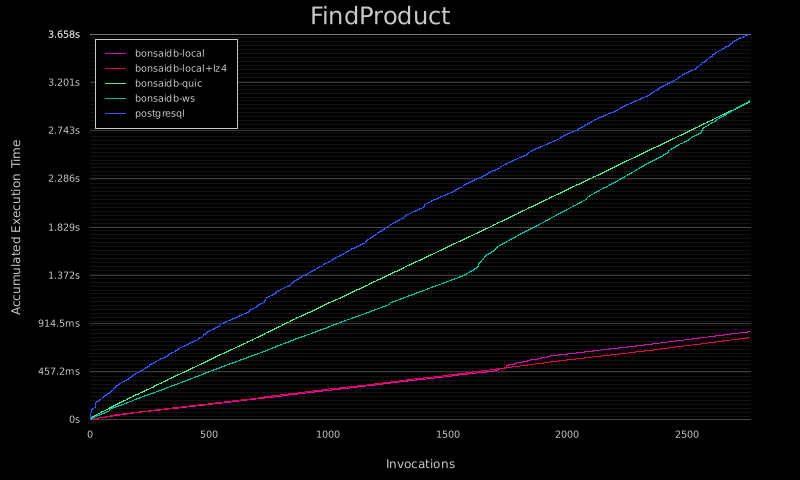 FindProduct
3.658s
3.201s
2.743s
2.286s
1.829s
1.372s
914.5ms
457.2ms
0s
Accumulated Execution Time
bonsaidb-local
bonsaidb-local+lz4
bonsaidb-quic
bonsaidb-ws
postgresql
0
500
1000
1500
2000
2500
Invocations